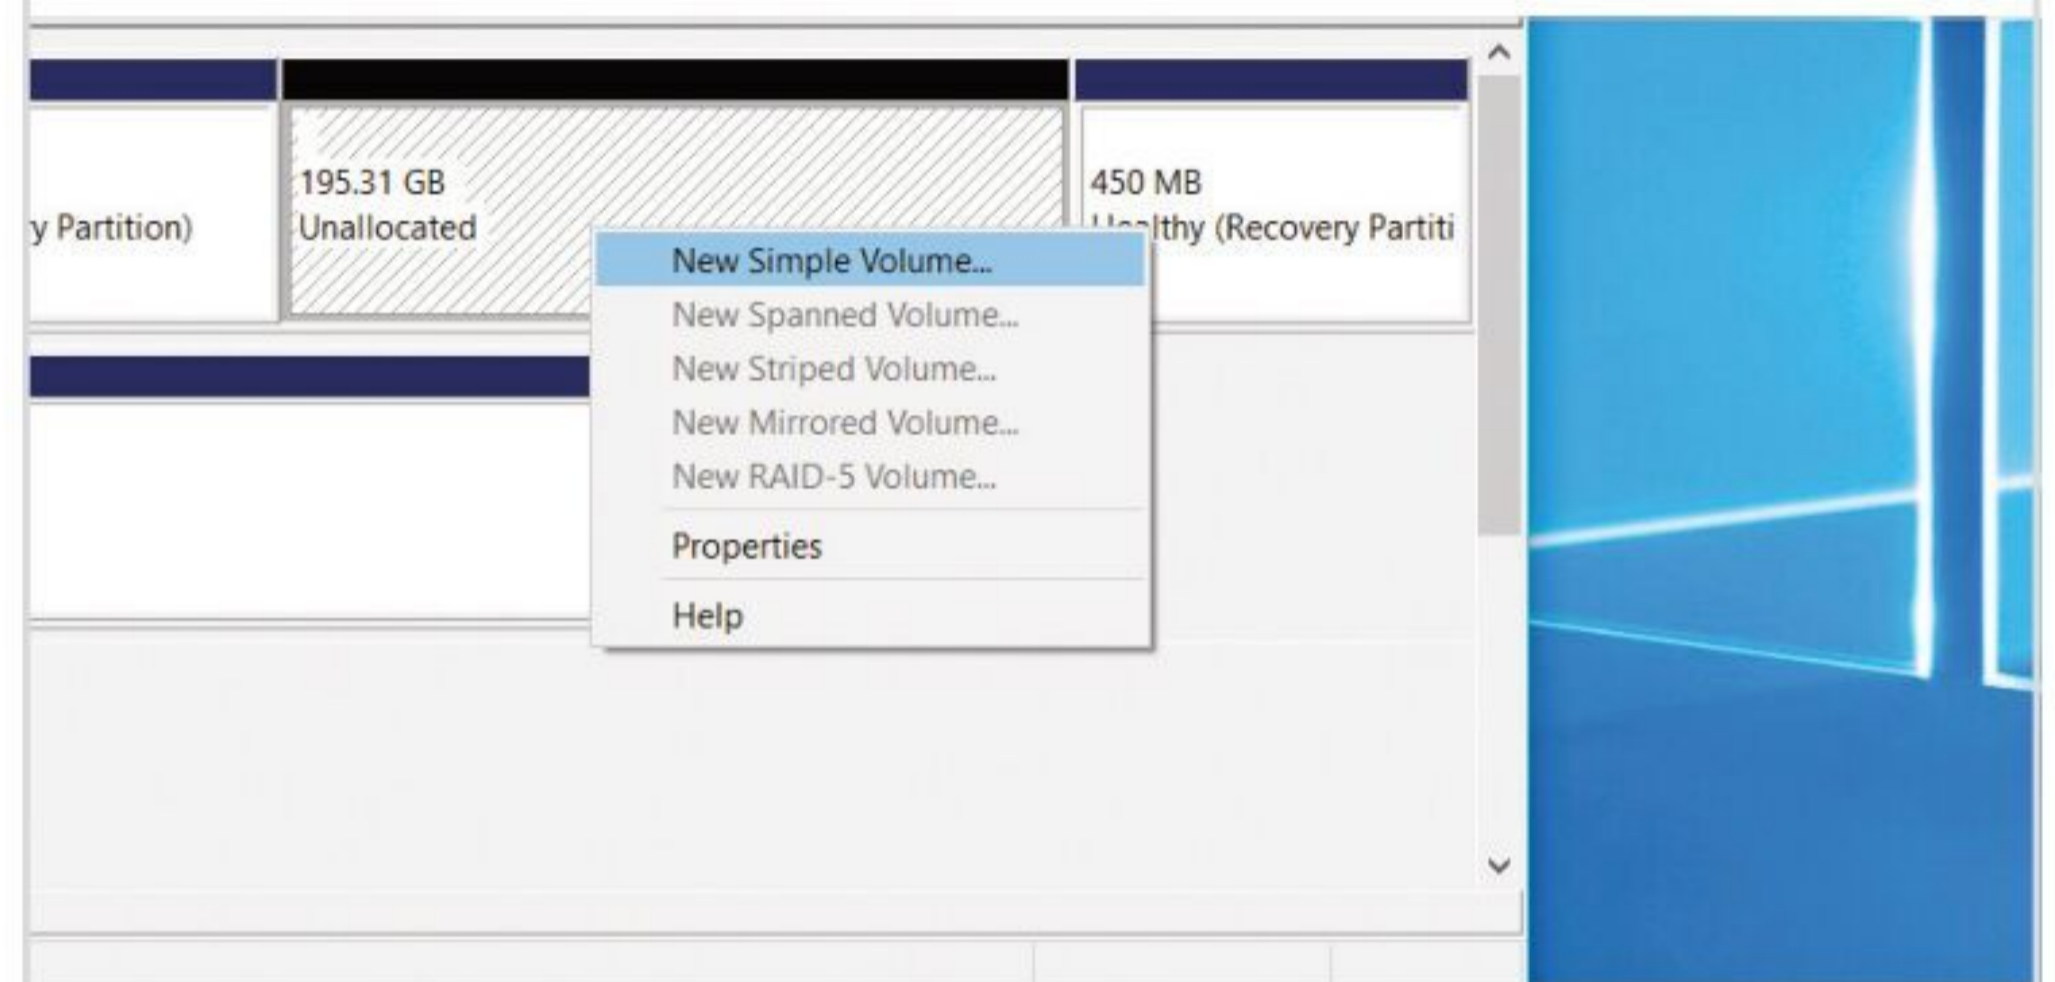 195.31 GB
Unallocated
y Partition)
450 MB
(Recovery Partiti
New Simple Volume...
New Spanned Volume...
New Striped Volume...
New Mirrored Volume...
New RAID-5 Volume...
Properties
Help